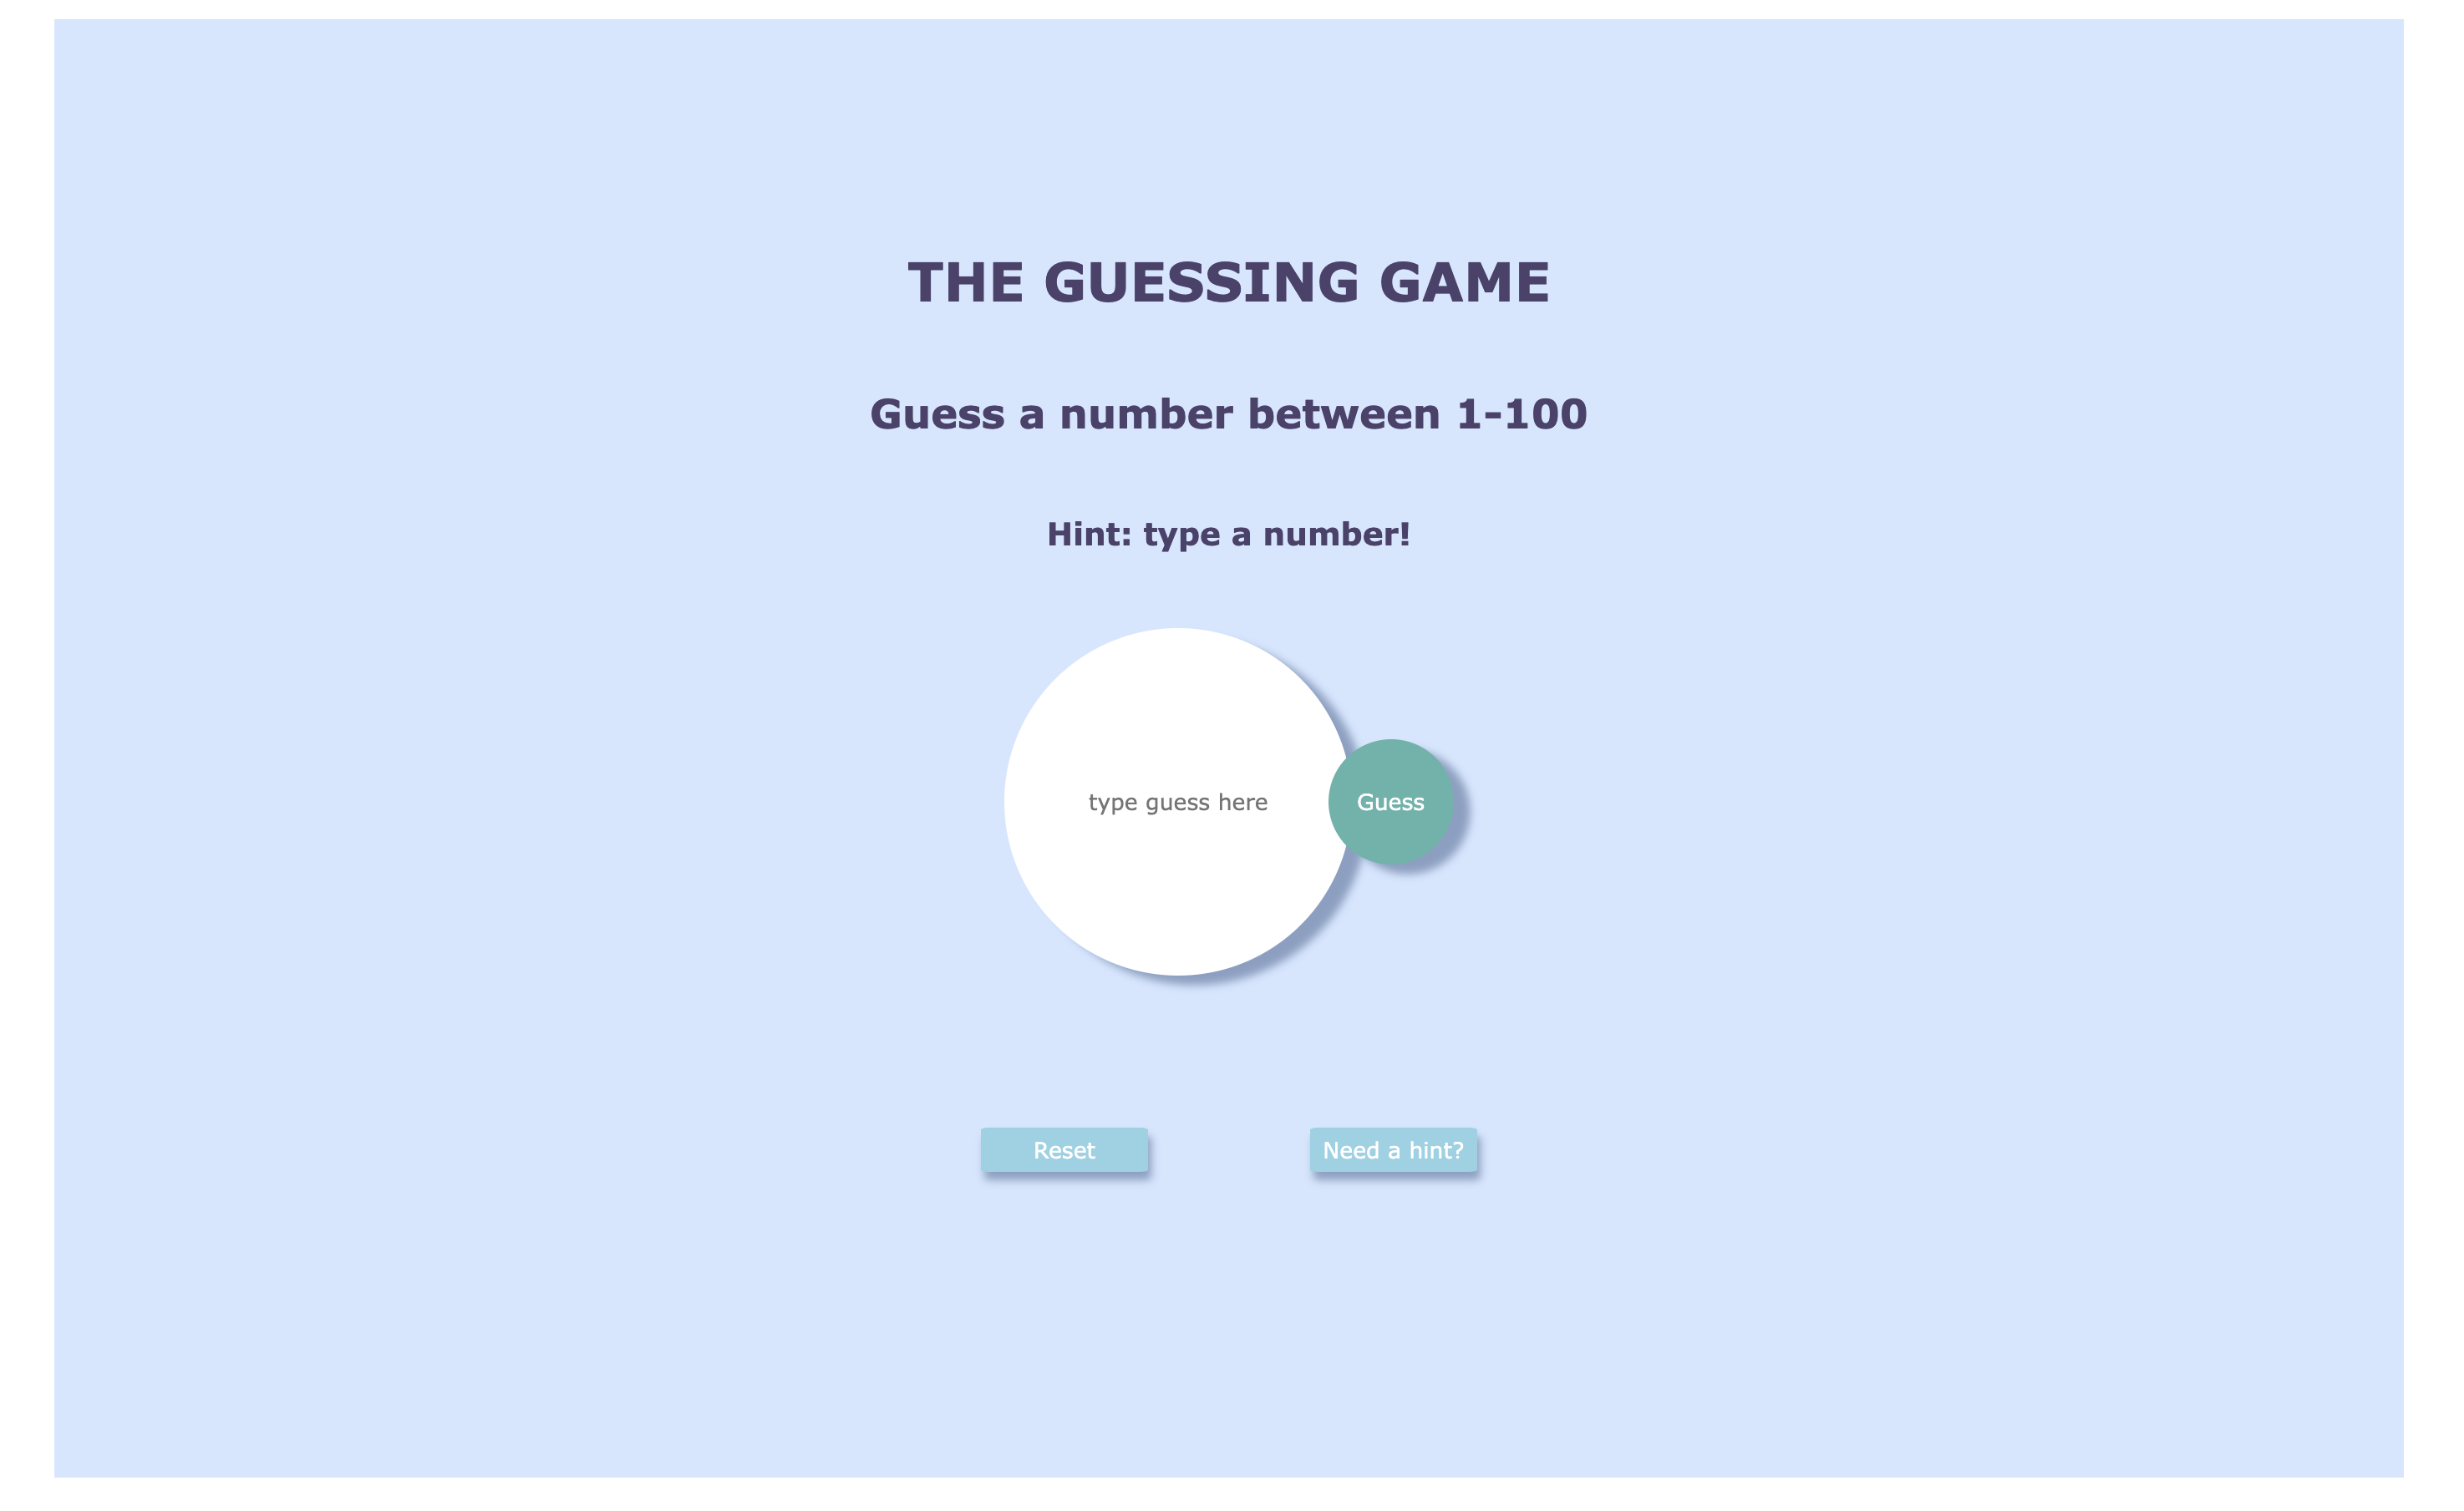 THE GUESSING GAME
Guess a number between 1-100
Hint: type a number!
type guess here
Guess
Reset
Need a hint?